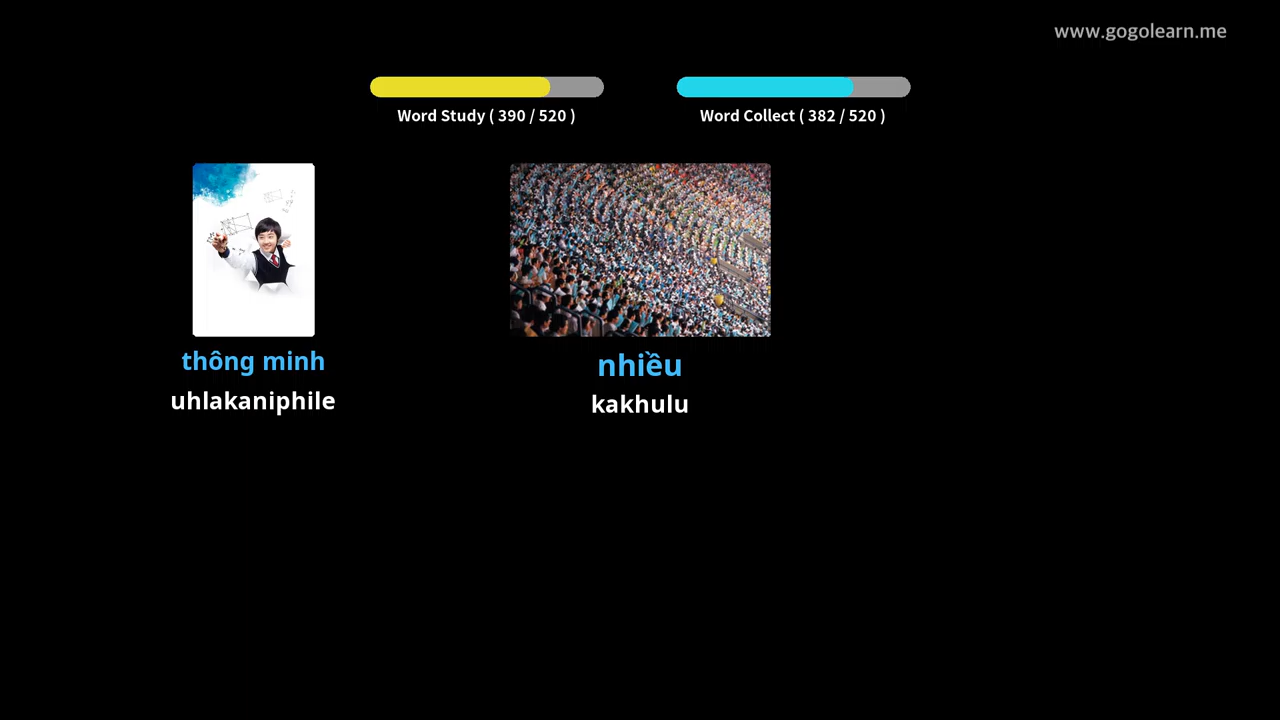 www.gogolearn.me
Word Study ( 390 / 520 )
Word Collect ( 382 / 520 )
thông minh
uhlakaniphile
nhiều
kakhulu